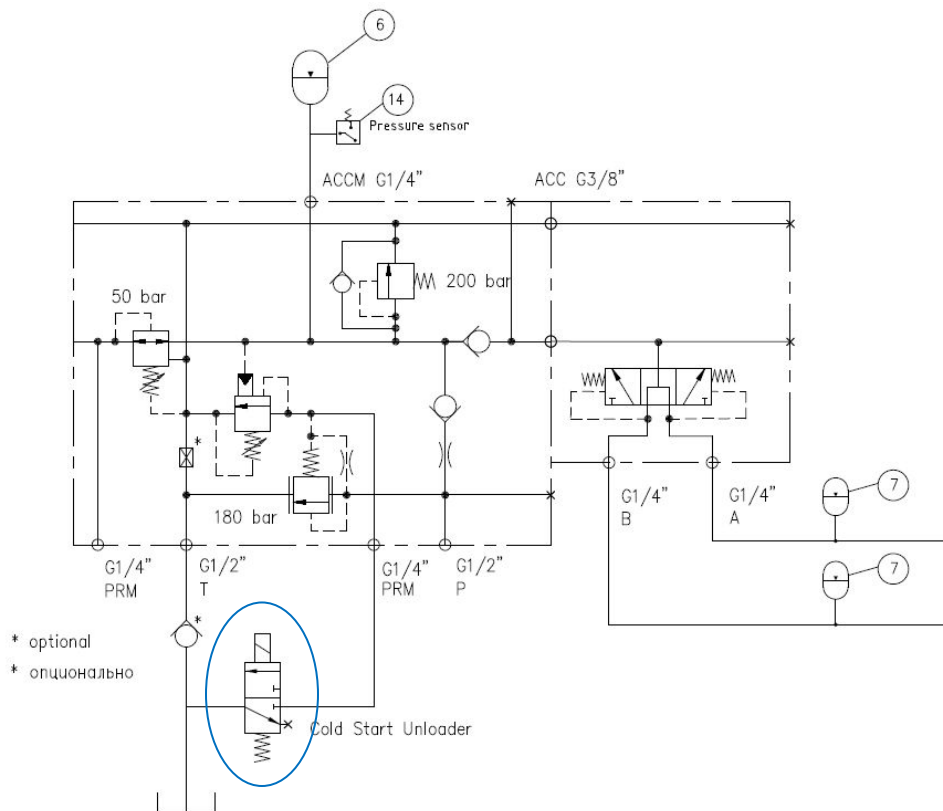 6
14
Pressure sensor
ACCM G1/4"
ACC G3/8"
50 bar
200 bar
*
180 bar
G1/4"
PRM
G1/2"
T
G1/4"
PRM
G1/2"
P
G1/4"
B
G1/4"
A
7
7
*
* optional
* опционально
Cold Start Unloader